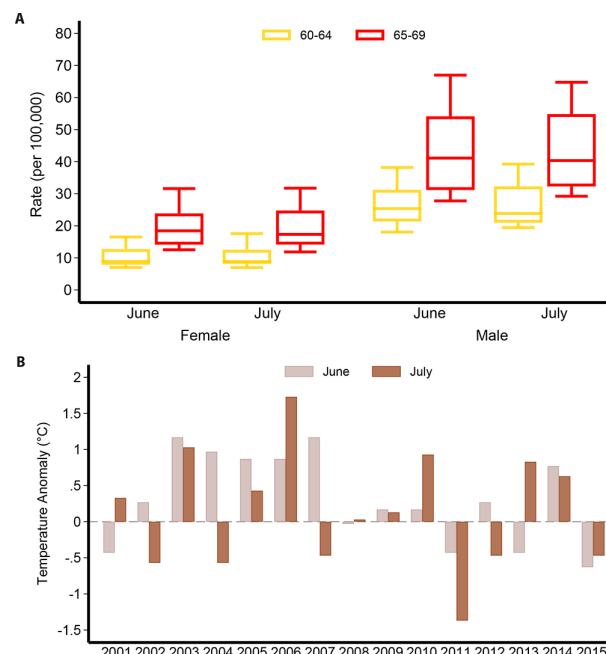 A
60-64 65-69
Rate (per 100,000)
80
70
60
50
40
30
20
10
0
June July June July
Female Male
B
June July
Temperature Anomaly (°C)
2
1.5
1
.5
0
-.5
-1
-1.5
2001 2002 2003 2004 2005 2006 2007 2008 2009 2010 2011 2012 2013 2014 2015